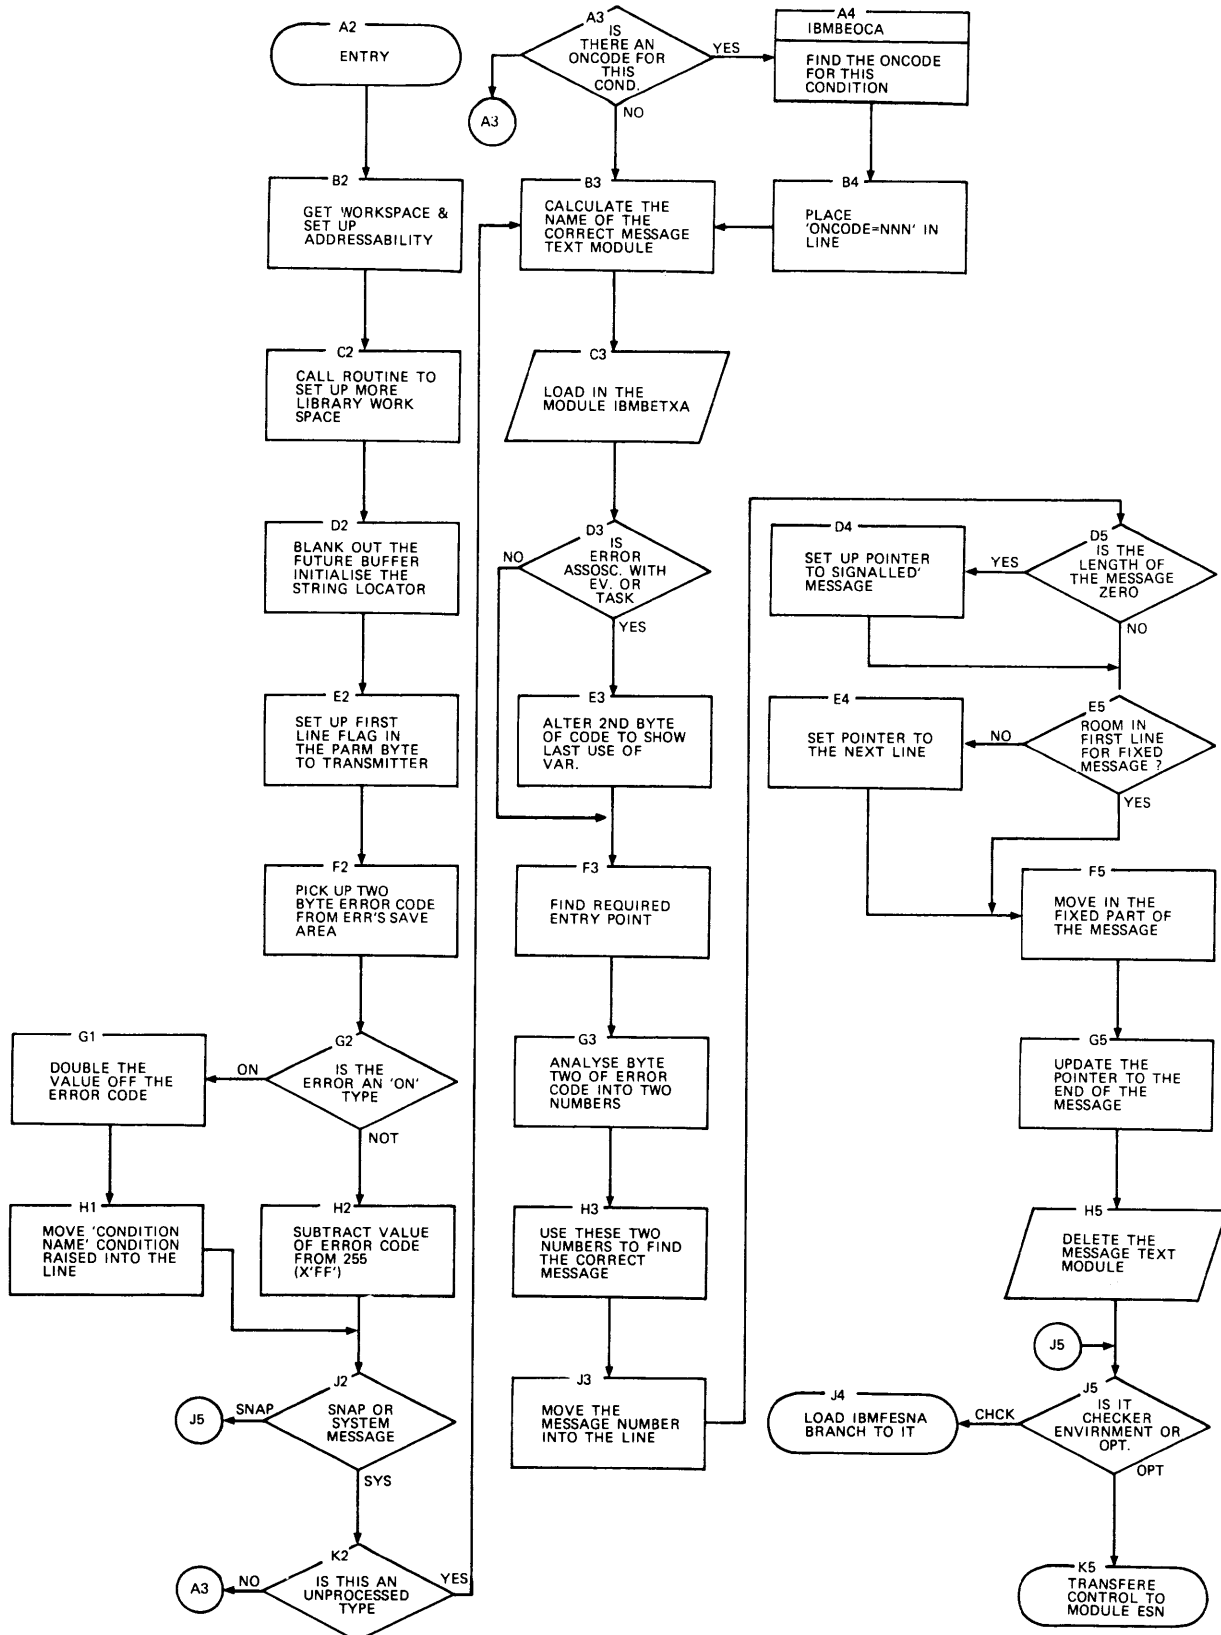 A2
ENTRY
B2
GET WORKSPACE &
SET UP
ADDRESSABILITY
C2
CALL ROUTINE TO
SET UP MORE
LIBRARY WORK
SPACE
D2
BLANK OUT THE
FUTURE BUFFER
INITIALISE THE
STRING LOCATOR
E2
SET UP FIRST
LINE FLAG IN
THE PARM BYTE
TO TRANSMITTER
F2
PICK UP TWO
BYTE ERROR CODE
FROM ERR'S SAVE
AREA
G2
IS THE
ERROR AN 'ON'
TYPE
ON
NOT
G1
DOUBLE THE
VALUE OFF THE
ERROR CODE
H1
MOVE 'CONDITION
NAME' CONDITION
RAISED INTO THE
LINE
H2
SUBTRACT VALUE
OF ERROR CODE
FROM 255
(X'FF')
J2
SNAP OR
SYSTEM
MESSAGE
SNAP
J5
SYS
K2
IS THIS AN
UNPROCESSED
TYPE
NO
A3
YES
A3
IS
THERE AN
ONCODE FOR
THIS
COND.
A3
YES
NO
A4
IBMBEOCA
FIND THE ONCODE
FOR THIS
CONDITION
B4
PLACE
'ONCODE=NNN' IN
LINE
B3
CALCULATE THE
NAME OF THE
CORRECT MESSAGE
TEXT MODULE
C3
LOAD IN THE
MODULE IBMBETXA
D3
IS
ERROR
ASSOSC. WITH
EV. OR
TASK
NO
YES
E3
ALTER 2ND BYTE
OF CODE TO SHOW
LAST USE OF
VAR.
F3
FIND REQUIRED
ENTRY POINT
G3
ANALYSE BYTE
TWO OF ERROR
CODE INTO TWO
NUMBERS
H3
USE THESE TWO
NUMBERS TO FIND
THE CORRECT
MESSAGE
J3
MOVE THE
MESSAGE NUMBER
INTO THE LINE
D5
IS THE
LENGTH OF
THE MESSAGE
ZERO
YES
NO
D4
SET UP POINTER
TO SIGNALLED'
MESSAGE
E5
ROOM IN
FIRST LINE
FOR FIXED
MESSAGE ?
NO
YES
E4
SET POINTER TO
THE NEXT LINE
F5
MOVE IN THE
FIXED PART OF
THE MESSAGE
G5
UPDATE THE
POINTER TO THE
END OF THE
MESSAGE
H5
DELETE THE
MESSAGE TEXT
MODULE
J5
J5
IS IT
CHECKER
ENVIRNMENT OR
OPT.
CHCK
OPT
J4
LOAD IBMFESNA
BRANCH TO IT
K5
TRANSFERE
CONTROL TO
MODULE ESN